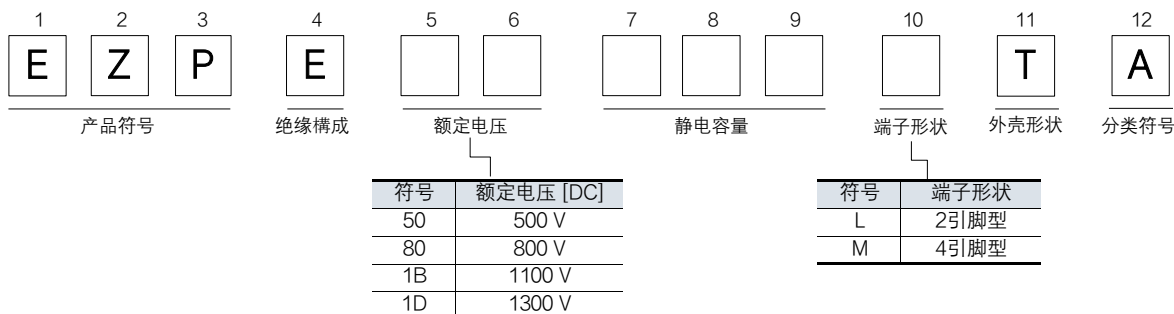 1 2 3 4 5 6 7 8 9 10 11 12
E Z P E T A
产品符号 绝缘構成 额定电压 静电容量 端子形状 外壳形状 分类符号
符号 额定电压 [DC]
50 500 V
80 800 V
1B 1100 V
1D 1300 V
符号 端子形状
L 2引脚型
M 4引脚型